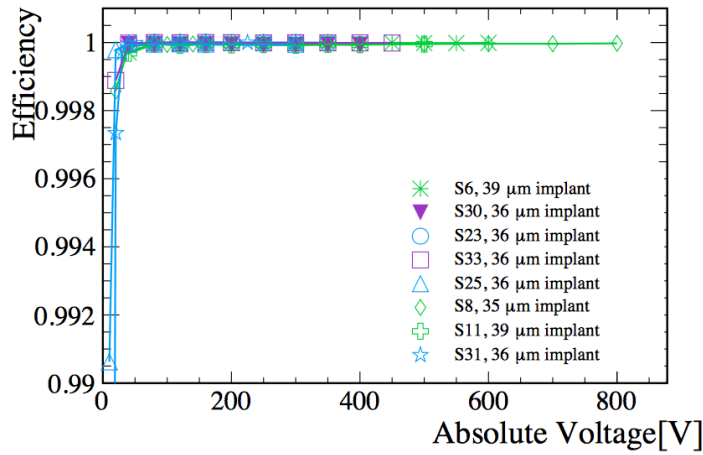 Efficiency
1
0.998
0.996
0.994
0.992
0.99
S6, 39 μm implant
S30, 36 μm implant
S23, 36 μm implant
S33, 36 μm implant
S25, 36 μm implant
S8, 35 μm implant
S11, 39 μm implant
S31, 36 μm implant
0 200 400 600 800
Absolute Voltage[V]